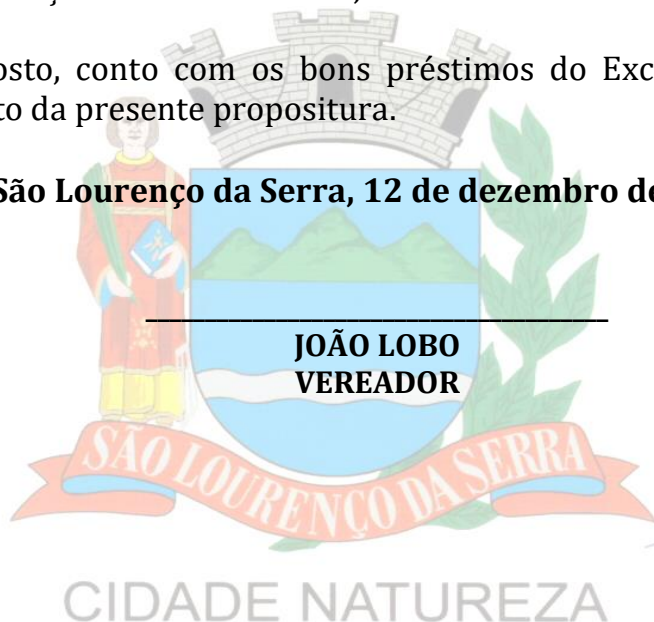 osto, conto com os bons préstimos do Exc
to da presente propositura.
São Lourenço da Serra, 12 de dezembro de
JOÃO LOBO
VEREADOR
SÃO LOURENÇO DA SERRA
CIDADE NATUREZA